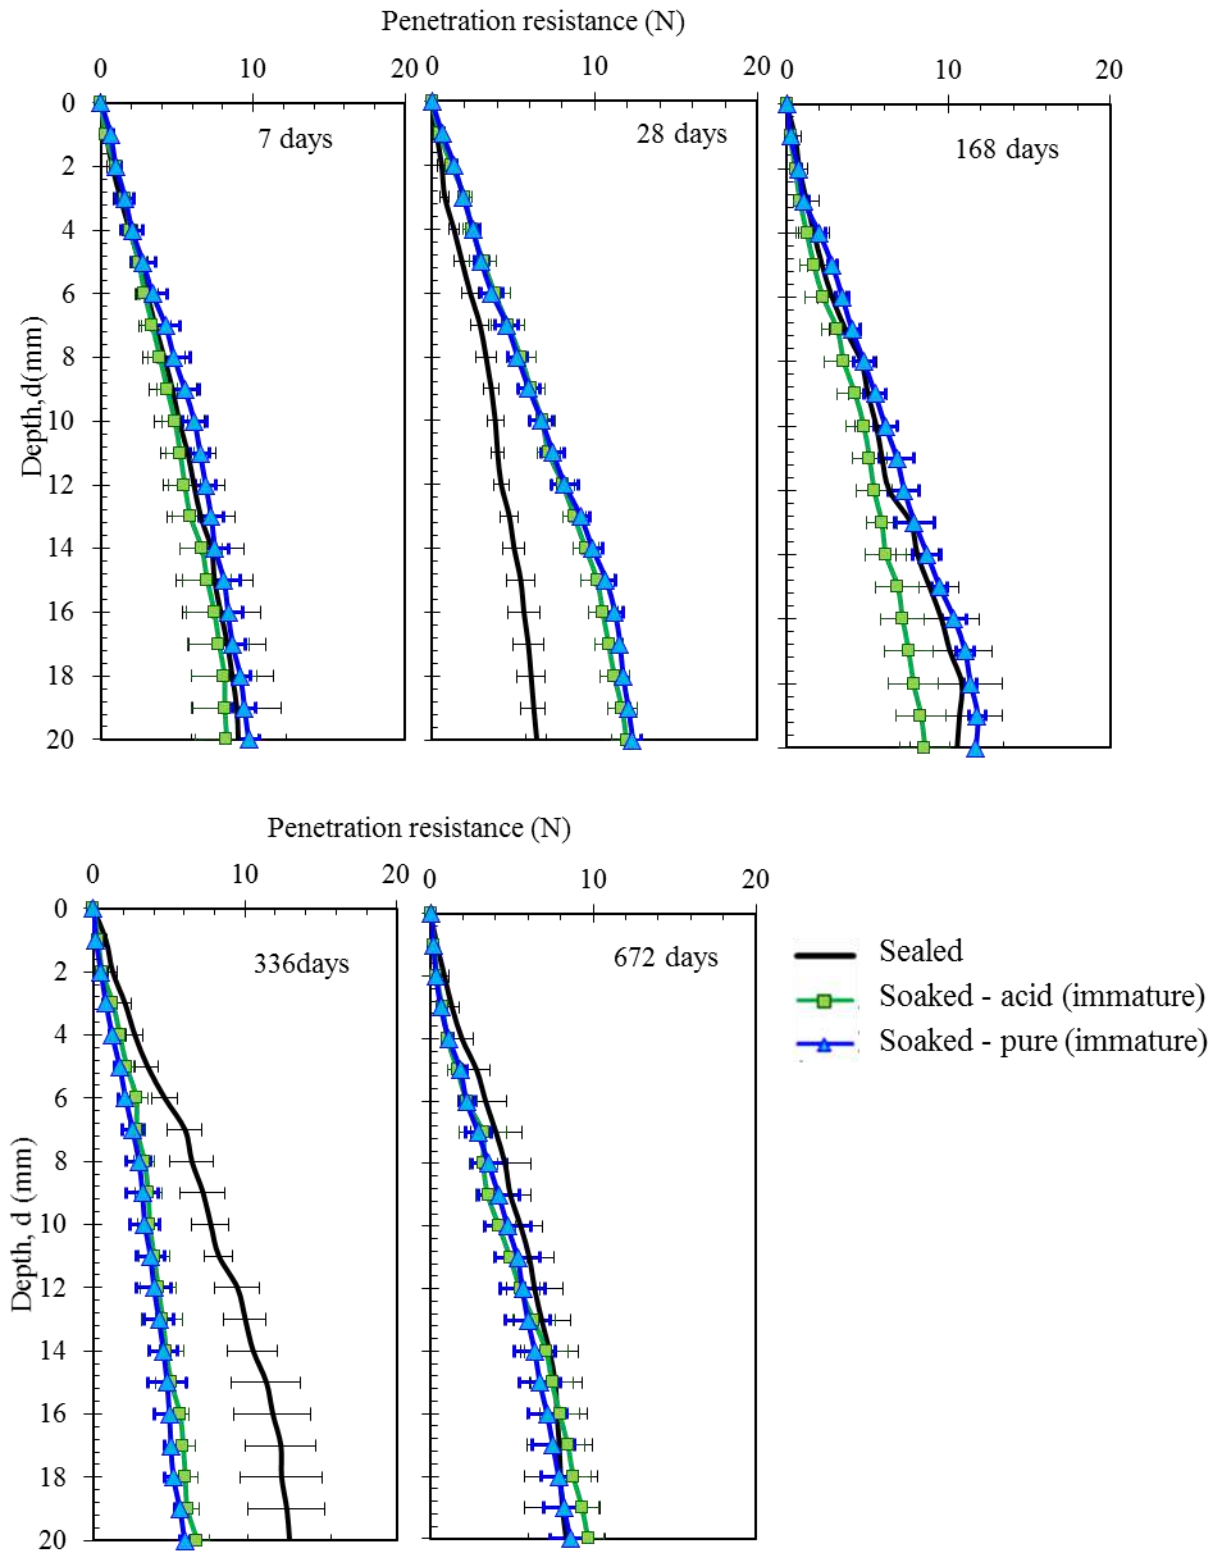 Penetration resistance (N)
0 10 20 0 10 20 0 10 20
7 days 28 days 168 days
Depth,d(mm)
0
2
4
6
8
10
12
14
16
18
20
Penetration resistance (N)
0 10 20 0 10 20
336days 672 days
Depth, d (mm)
0
2
4
6
8
10
12
14
16
18
20
Sealed
Soaked - acid (immature)
Soaked - pure (immature)